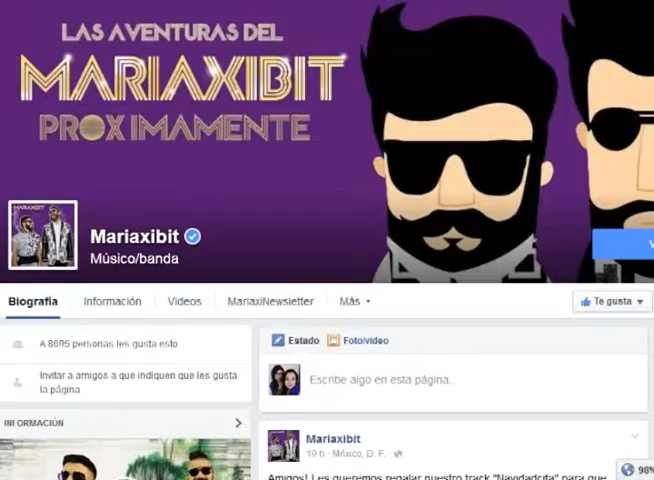 LAS AVENTURAS DEL
MARIAXIBIT
PROXIMAMENTE
MARIAXIBIT
Mariaxibit
Músico/banda
V
Biografía Información Videos MariaxiNewsletter Más Te gusta
A 8695 personas les gusta esto
Invitar a amigos a que indiquen que les gusta
la página
INFORMACIÓN
Estado Foto/video
Escribe algo en esta página...
Mariaxibit
19 h · México, D. F. ·
Amigos! Les queremos regalar nuestro track "Navidadcita" para que
98%